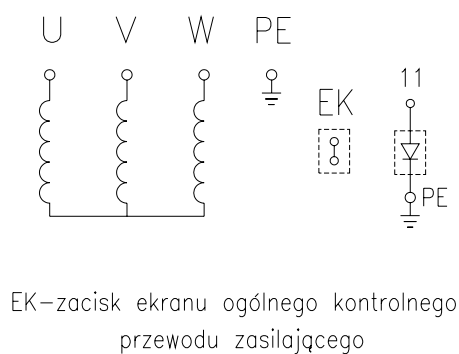 U V W PE
EK
11
PE
EK-zacisk ekranu ogólnego kontrolnego
przewodu zasilającego